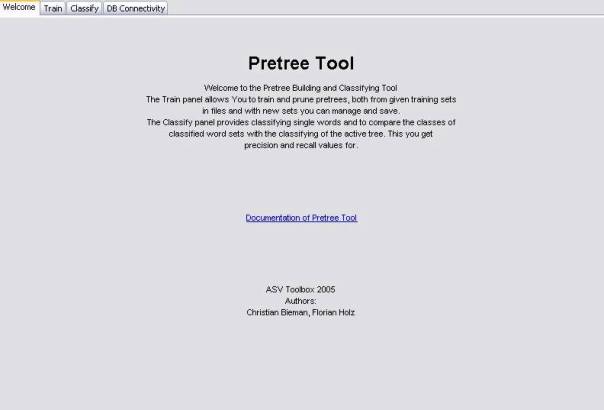 Welcome Train Classify DB Connectivity
Pretree Tool
Welcome to the Pretree Building and Classifying Tool
The Train panel allows You to train and prune pretrees, both from given training sets
in files and with new sets you can manage and save.
The Classify panel provides classifying single words and to compare the classes of
classified word sets with the classifying of the active tree. This you get
precision and recall values for.
Documentation of Pretree Tool
ASV Toolbox 2005
Authors:
Christian Bieman, Florian Holz